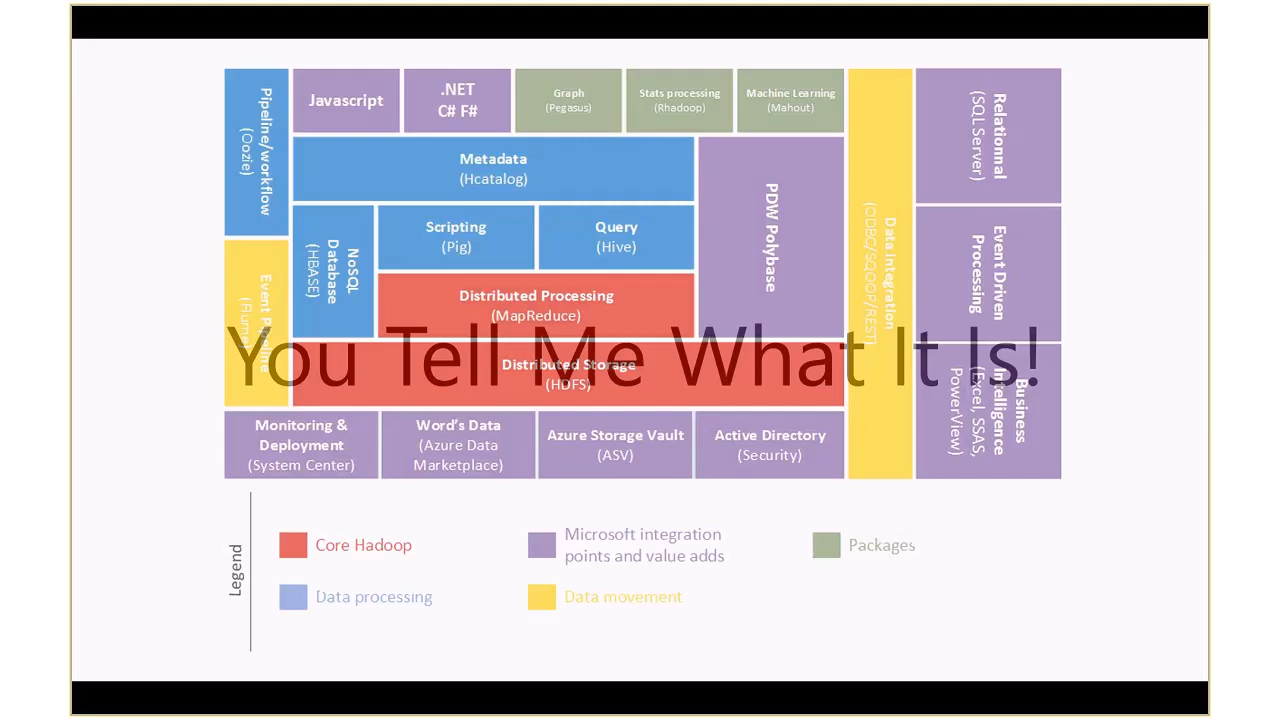 Pipeline/workflow
(Oozie)
Javascript
.NET
C# F#
Graph
(Pegasus)
Stats processing
(Rhadoop)
Machine Learning
(Mahout)
Metadata
(Hcatalog)
NoSQL
Database
(HBASE)
Scripting
(Pig)
Query
(Hive)
PDW Polybase
Data Integration
(ODBC/SQOOP/REST)
Relationnal
(SQL Server)
Event Pipeline
(Flume)
Distributed Processing
(MapReduce)
Event Driven
Processing
You Tell Me What It Is!
Distributed Storage
(HDFS)
Business
Intelligence
(Excel, SSAS,
PowerView)
Monitoring &
Deployment
(System Center)
Word's Data
(Azure Data
Marketplace)
Azure Storage Vault
(ASV)
Active Directory
(Security)
Legend
Core Hadoop
Microsoft integration
points and value adds
Packages
Data processing
Data movement